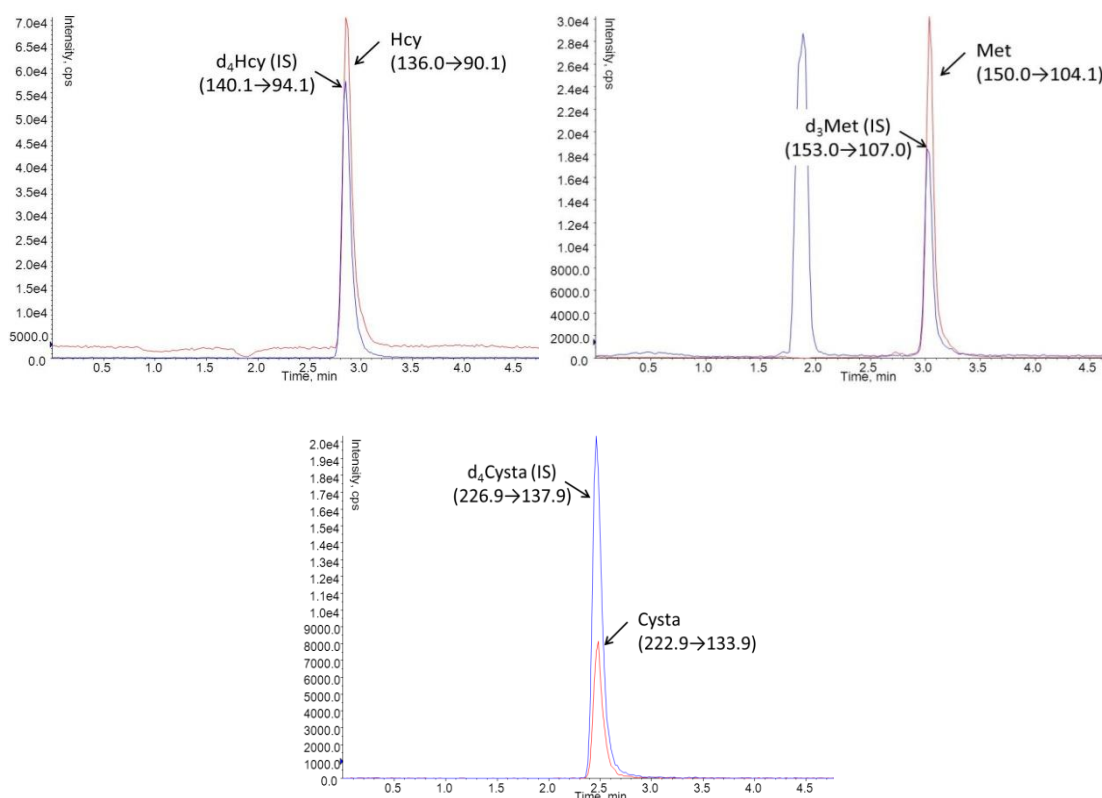 7.0e4
6.5e4
6.0e4
5.5e4
5.0e4
4.5e4
4.0e4
3.5e4
3.0e4
2.5e4
2.0e4
1.5e4
1.0e4
5000.0
0.0
Intensity, cps
d₄Hcy (IS)
(140.1→94.1)
Hcy
(136.0→90.1)
0.5 1.0 1.5 2.0 2.5 3.0 3.5 4.0 4.5
Time, min
3.0e4
2.8e4
2.6e4
2.4e4
2.2e4
2.0e4
1.8e4
1.6e4
1.4e4
1.2e4
1.0e4
8000.0
6000.0
4000.0
2000.0
0.0
Intensity, cps
Met
(150.0→104.1)
d₃Met (IS)
(153.0→107.0)
0.5 1.0 1.5 2.0 2.5 3.0 3.5 4.0 4.5
Time, min
2.0e4
1.9e4
1.8e4
1.7e4
1.6e4
1.5e4
1.4e4
1.3e4
1.2e4
1.1e4
1.0e4
9000.0
8000.0
7000.0
6000.0
5000.0
4000.0
3000.0
2000.0
1000.0
0.0
Intensity, cps
d₄Cysta (IS)
(226.9→137.9)
Cysta
(222.9→133.9)
0.5 1.0 1.5 2.0 2.5 3.0 3.5 4.0 4.5
Time, min